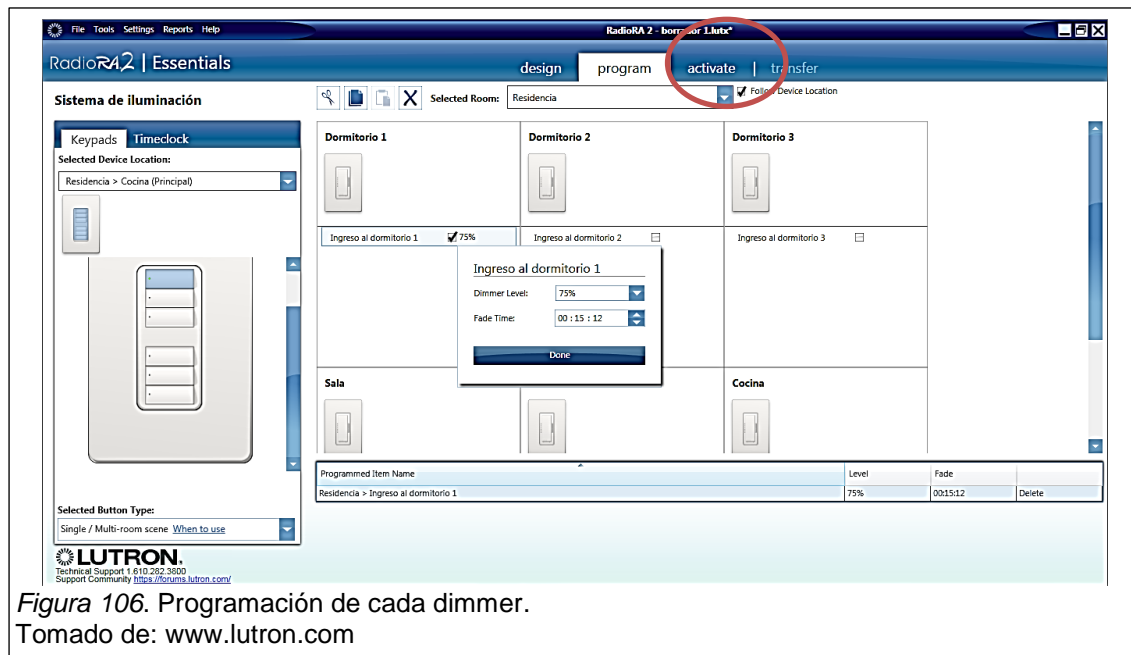 File Tools Settings Reports Help
RadioRA 2 - borrador 1.lutx*
RadioRA2 | Essentials
design program activate | transfer
Sistema de iluminación
Selected Room: Residencia
Follow Device Location
Keypads Timeclock
Selected Device Location:
Residencia > Cocina (Principal)
Dormitorio 1 Dormitorio 2 Dormitorio 3
Ingreso al dormitorio 1 75% Ingreso al dormitorio 2 Ingreso al dormitorio 3
Ingreso al dormitorio 1
Dimmer Level: 75%
Fade Time: 00 : 15 : 12
Done
Sala Cocina
Programmed Item Name Level Fade
Residencia > Ingreso al dormitorio 1 75% 00:15:12 Delete
Selected Button Type:
Single / Multi-room scene When to use
LUTRON.
Technical Support 1.610.282.3800
Support Community https://forums.lutron.com/
Figura 106. Programación de cada dimmer.
Tomado de: www.lutron.com